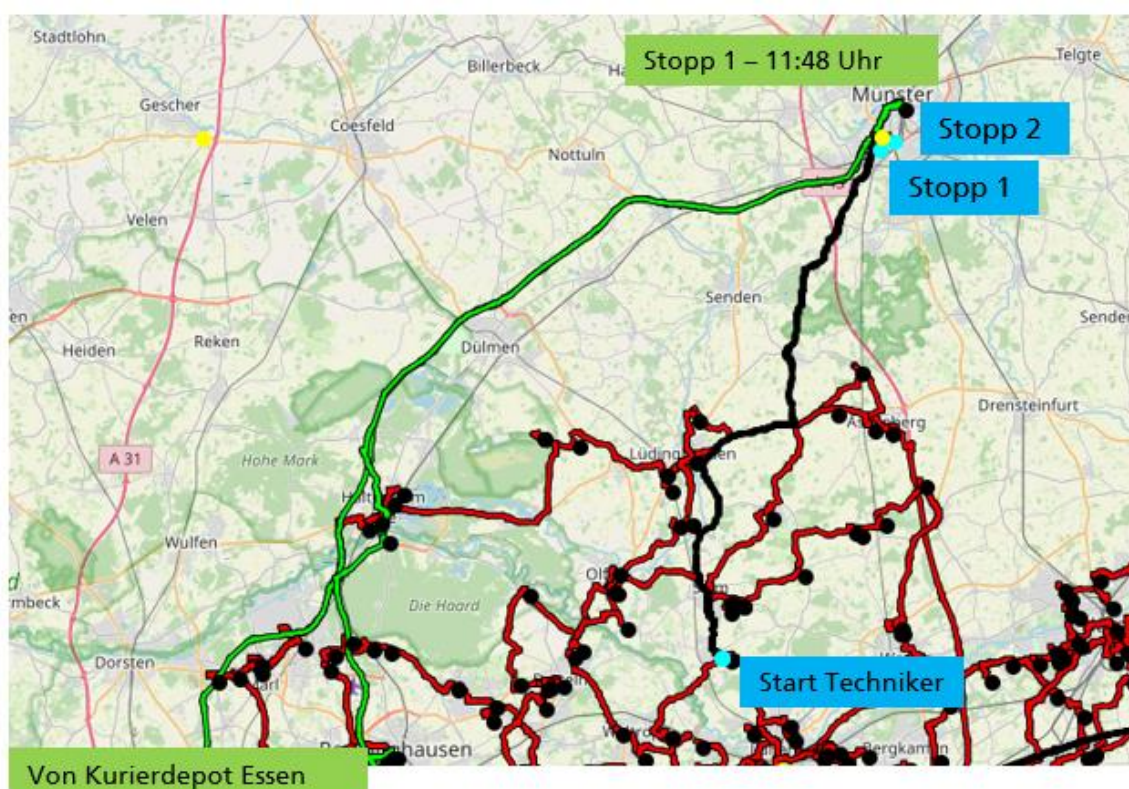 Stadtlohn
Billerbeck
Stopp 1 – 11:48 Uhr
Telgte
Gescher
Münster
Coesfeld
Stopp 2
Nottuln
Stopp 1
Velen
Senden
Reken
Heiden
Dülmen
Drensteinfurt
A 31
Hohe Mark
Wulfen
Die Haard
Dorsten
Start Techniker
Bergkamen
Von Kurierdepot Essen